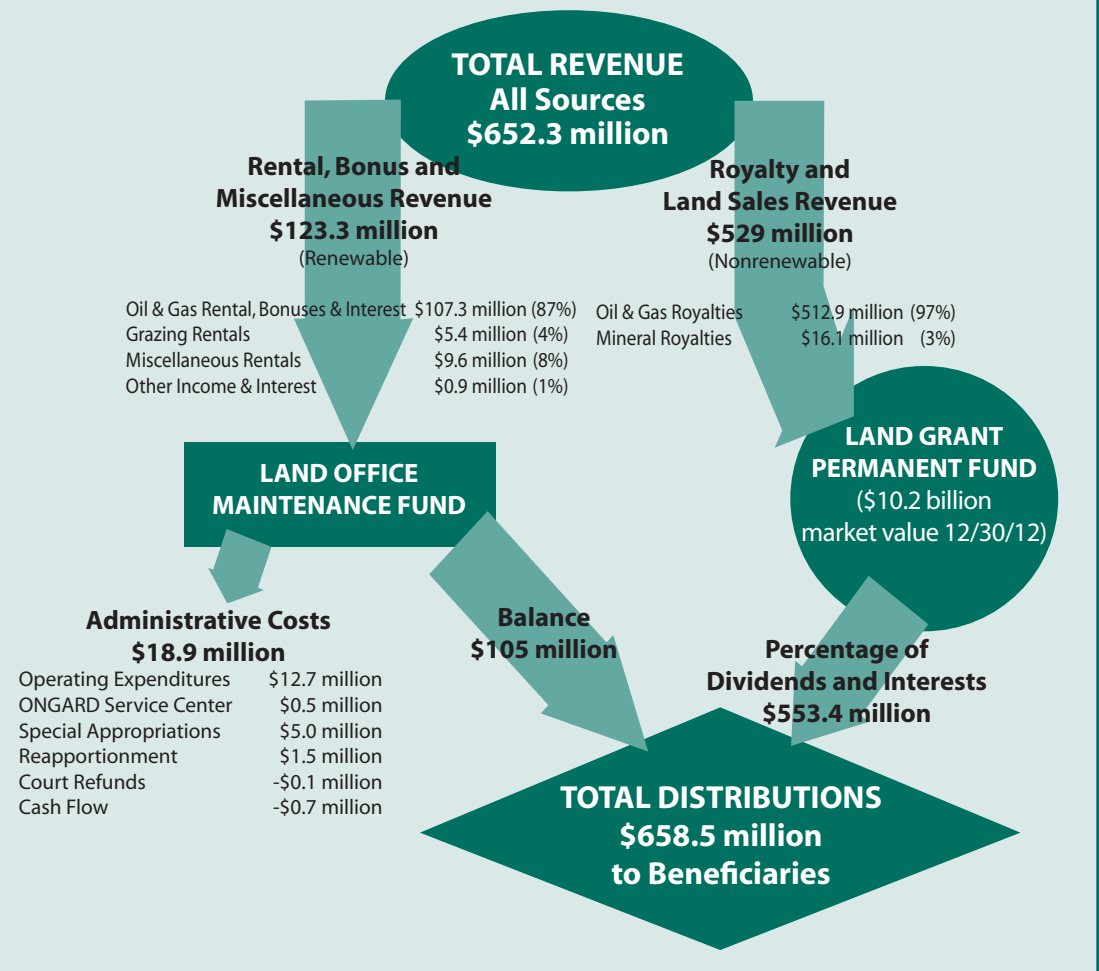 TOTAL REVENUE
All Sources
$652.3 million
Rental, Bonus and
Miscellaneous Revenue
$123.3 million
(Renewable)
Royalty and
Land Sales Revenue
$529 million
(Nonrenewable)
Oil & Gas Rental, Bonuses & Interest $107.3 million (87%)
Grazing Rentals $5.4 million (4%)
Miscellaneous Rentals $9.6 million (8%)
Other Income & Interest $0.9 million (1%)
Oil & Gas Royalties $512.9 million (97%)
Mineral Royalties $16.1 million (3%)
LAND OFFICE
MAINTENANCE FUND
LAND GRANT
PERMANENT FUND
($10.2 billion
market value 12/30/12)
Administrative Costs
$18.9 million
Operating Expenditures $12.7 million
ONGARD Service Center $0.5 million
Special Appropriations $5.0 million
Reapportionment $1.5 million
Court Refunds -$0.1 million
Cash Flow -$0.7 million
Balance
$105 million
Percentage of
Dividends and Interests
$553.4 million
TOTAL DISTRIBUTIONS
$658.5 million
to Beneficiaries